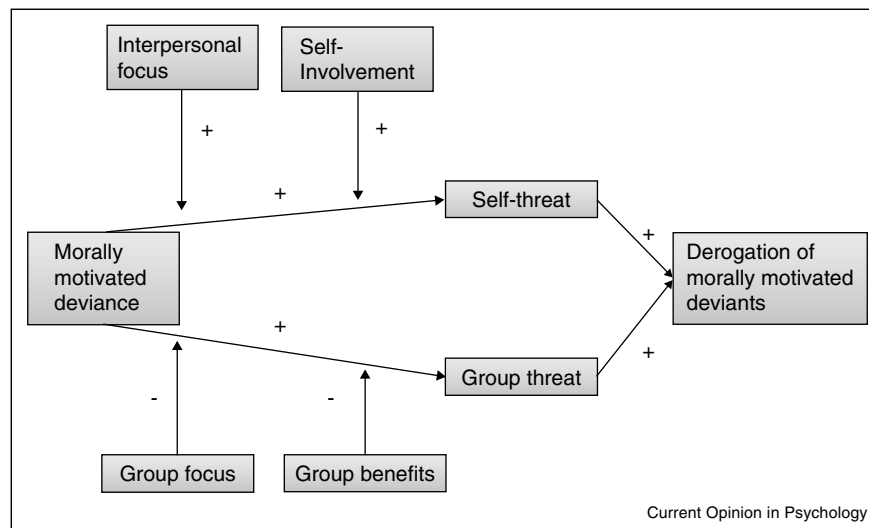 Interpersonal
focus
Self-
Involvement
+
+
+
Self-threat
+
Morally
motivated
deviance
Derogation of
morally motivated
deviants
+
+
Group threat
-
-
Group focus
Group benefits
Current Opinion in Psychology